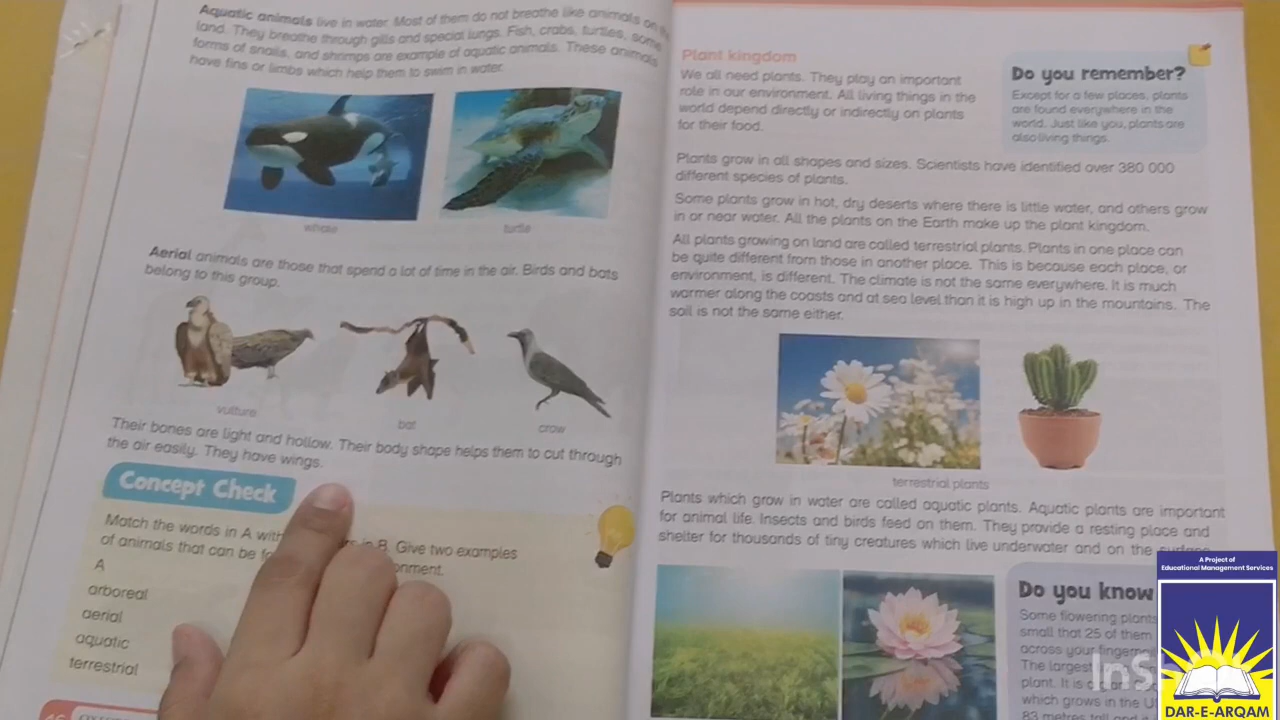 Aquatic animals live in water. Most of them do not breathe like animals on
land. They breathe through gills and special lungs. Fish, crabs, turtles, some
forms of snails, and shrimps are example of aquatic animals. These animals
have fins or limbs which help them to swim in water.
whale
turtle
Aerial animals are those that spend a lot of time in the air. Birds and bats
belong to this group.
vulture
bat
crow
Their bones are light and hollow. Their body shape helps them to cut through
the air easily. They have wings.
Concept Check
Match the words in A with in B. Give two examples
of animals that can be
A
arboreal
aerial
aquatic
terrestrial
Plant kingdom
We all need plants. They play an important
role in our environment. All living things in the
world depend directly or indirectly on plants
for their food.
Do you remember?
Except for a few places, plants
are found everywhere in the
world. Just like you, plants are
also living things.
Plants grow in all shapes and sizes. Scientists have identified over 380 000
different species of plants.
Some plants grow in hot, dry deserts where there is little water, and others grow
in or near water. All the plants on the Earth make up the plant kingdom.
All plants growing on land are called terrestrial plants. Plants in one place can
be quite different from those in another place. This is because each place, or
environment, is different. The climate is not the same everywhere. It is much
warmer along the coasts and at sea level than it is high up in the mountains. The
soil is not the same either.
terrestrial plants
Plants which grow in water are called aquatic plants. Aquatic plants are important
for animal life. Insects and birds feed on them. They provide a resting place and
shelter for thousands of tiny creatures which live underwater and on the surface
Do you know
Some flowering plants
small that 25 of them
across your
The largest
plant. It is
which grows in the
83 metres tall and
InSh
A Project of
Educational Management Services
DAR-E-ARQAM